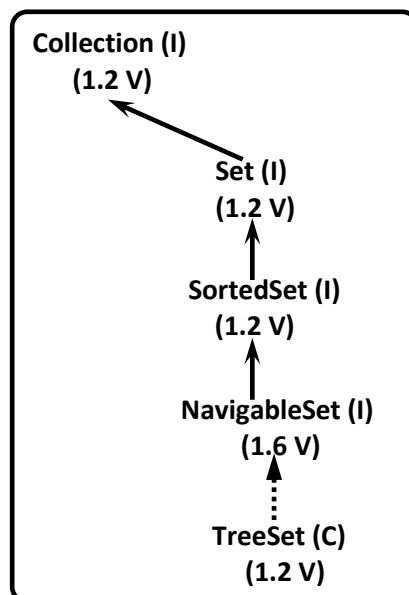 Collection (I)
(1.2 V)
Set (I)
(1.2 V)
SortedSet (I)
(1.2 V)
NavigableSet (I)
(1.6 V)
TreeSet (C)
(1.2 V)